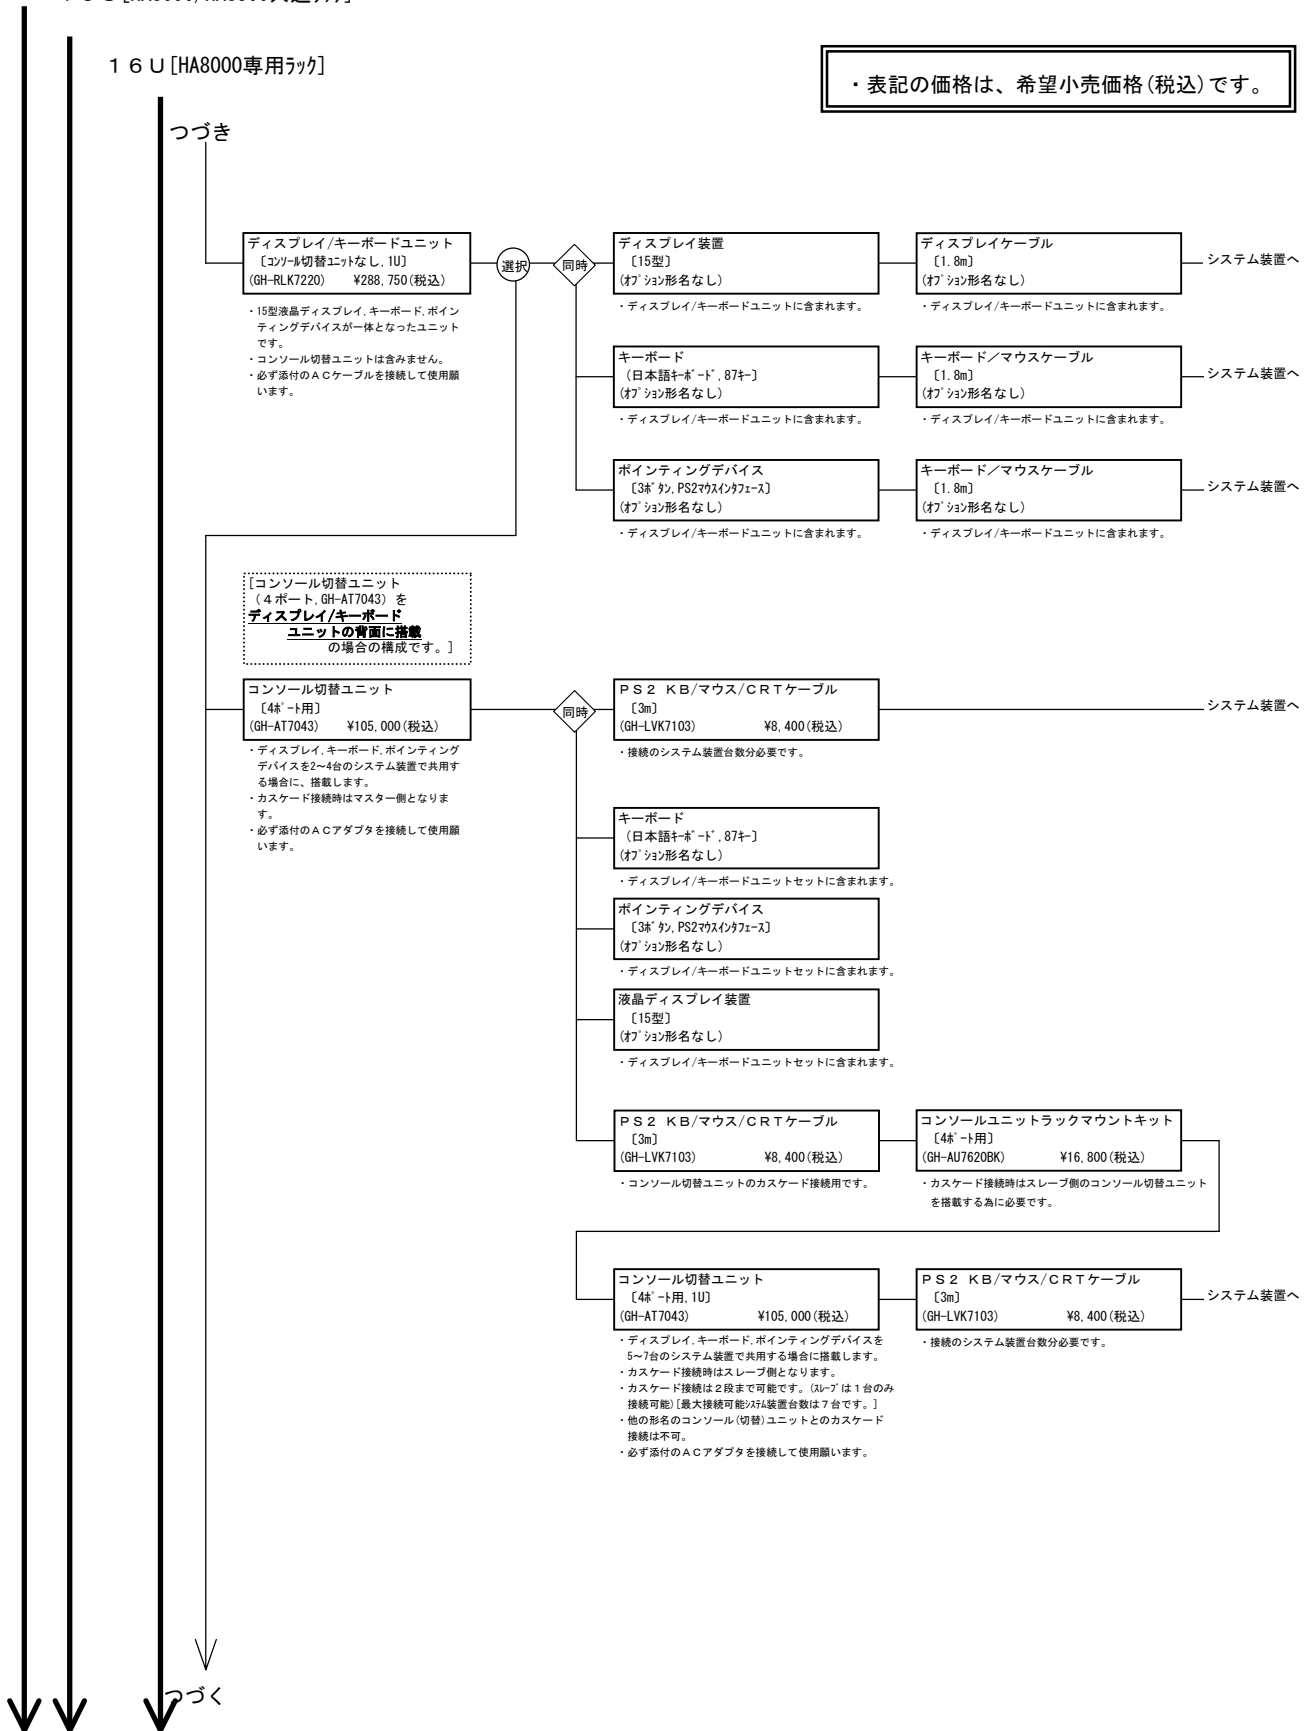 １６Ｕ[HA8000専用ﾗｯｸ]
・表記の価格は、希望小売価格(税込)です。
つづき
ディスプレイ/キーボードユニット
〔ｺﾝｿｰﾙ切替ﾕﾆｯﾄなし,1U〕
(GH-RLK7220) ¥288,750(税込)
・15型液晶ディスプレイ,キーボード,ポイン
ティングデバイスが一体となったユニット
です。
・コンソール切替ユニットは含みません。
・必ず添付のＡＣケーブルを接続して使用願
います。
選択
同時
ディスプレイ装置
〔15型〕
(ｵﾌﾟｼｮﾝ形名なし)
・ディスプレイ/キーボードユニットに含まれます。
ディスプレイケーブル
〔1.8m〕
(ｵﾌﾟｼｮﾝ形名なし)
・ディスプレイ/キーボードユニットに含まれます。
システム装置へ
キーボード
(日本語ｷｰﾎﾞｰﾄﾞ,87ｷｰ〕
(ｵﾌﾟｼｮﾝ形名なし)
・ディスプレイ/キーボードユニットに含まれます。
キーボード／マウスケーブル
〔1.8m〕
(ｵﾌﾟｼｮﾝ形名なし)
・ディスプレイ/キーボードユニットに含まれます。
システム装置へ
ポインティングデバイス
〔3ﾎﾞﾀﾝ,PS2ﾏｳｽｲﾝﾀﾌｪｰｽ〕
(ｵﾌﾟｼｮﾝ形名なし)
・ディスプレイ/キーボードユニットに含まれます。
キーボード／マウスケーブル
〔1.8m〕
(ｵﾌﾟｼｮﾝ形名なし)
・ディスプレイ/キーボードユニットに含まれます。
システム装置へ
[コンソール切替ユニット
（４ポート,GH-AT7043）を
ディスプレイ/キーボード
ユニットの背面に搭載
の場合の構成です。]
コンソール切替ユニット
〔4ﾎﾟｰﾄ用〕
(GH-AT7043) ¥105,000(税込)
・ディスプレイ,キーボード,ポインティング
デバイスを2～4台のシステム装置で共用す
る場合に、搭載します。
・カスケード接続時はマスター側となりま
す。
・必ず添付のＡＣアダプタを接続して使用願
います。
同時
ＰＳ２ ＫＢ/マウス/ＣＲＴケーブル
〔3m〕
(GH-LVK7103) ¥8,400(税込)
・接続のシステム装置台数分必要です。
システム装置へ
キーボード
(日本語ｷｰﾎﾞｰﾄﾞ,87ｷｰ〕
(ｵﾌﾟｼｮﾝ形名なし)
・ディスプレイ/キーボードユニットセットに含まれます。
ポインティングデバイス
〔3ﾎﾞﾀﾝ,PS2ﾏｳｽｲﾝﾀﾌｪｰｽ〕
(ｵﾌﾟｼｮﾝ形名なし)
・ディスプレイ/キーボードユニットセットに含まれます。
液晶ディスプレイ装置
〔15型〕
(ｵﾌﾟｼｮﾝ形名なし)
・ディスプレイ/キーボードユニットセットに含まれます。
ＰＳ２ ＫＢ/マウス/ＣＲＴケーブル
〔3m〕
(GH-LVK7103) ¥8,400(税込)
・コンソール切替ユニットのカスケード接続用です。
コンソールユニットラックマウントキット
〔4ﾎﾟｰﾄ用〕
(GH-AU7620BK) ¥16,800(税込)
・カスケード接続時はスレーブ側のコンソール切替ユニット
を搭載する為に必要です。
コンソール切替ユニット
〔4ﾎﾟｰﾄ用,1U〕
(GH-AT7043) ¥105,000(税込)
・ディスプレイ,キーボード,ポインティングデバイスを
5～7台のシステム装置で共用する場合に搭載します。
・カスケード接続時はスレーブ側となります。
・カスケード接続は２段まで可能です。(ｽﾚｰﾌﾞは１台のみ
接続可能)[最大接続可能ｼｽﾃﾑ装置台数は７台です。]
・他の形名のコンソール(切替)ユニットとのカスケード
接続は不可。
・必ず添付のＡＣアダプタを接続して使用願います。
ＰＳ２ ＫＢ/マウス/ＣＲＴケーブル
〔3m〕
(GH-LVK7103) ¥8,400(税込)
・接続のシステム装置台数分必要です。
システム装置へ
つづく